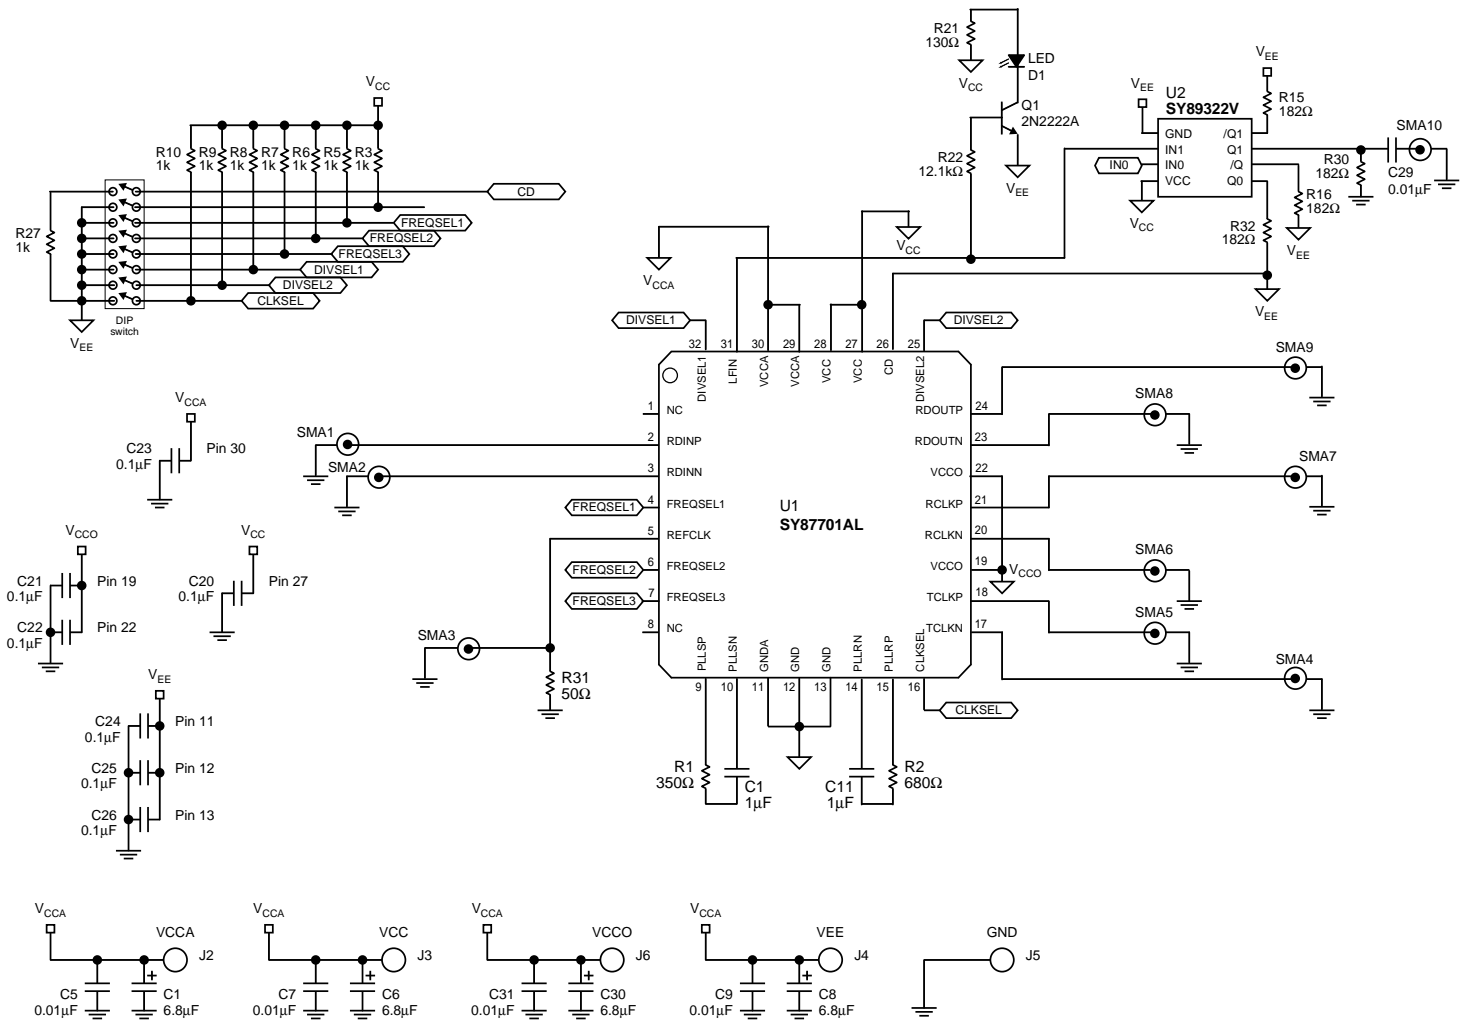 R21
130Ω
VCC
LED
D1
Q1
2N2222A
R22
12.1kΩ
VEE
VEE
U2
SY89322V
GND
IN1
IN0
VCC
/Q1
Q1
/Q
Q0
IN0
VCC
VEE
R15
182Ω
SMA10
R30
182Ω
C29
0.01µF
R16
182Ω
VEE
R32
182Ω
VEE
VCC
R10
1k
R9
1k
R8
1k
R7
1k
R6
1k
R5
1k
R3
1k
CD
FREQSEL1
FREQSEL2
FREQSEL3
DIVSEL1
DIVSEL2
CLKSEL
R27
1k
VEE
DIP
switch
VCCA
VCC
DIVSEL1
DIVSEL2
32
31
30
29
28
27
26
25
DIVSEL1
LFIN
VCCA
VCCA
VCC
VCC
CD
DIVSEL2
1 NC
2 RDINP
3 RDINN
4 FREQSEL1
5 REFCLK
6 FREQSEL2
7 FREQSEL3
8 NC
U1
SY87701AL
RDOUTP 24
RDOUTN 23
VCCO 22
RCLKP 21
RCLKN 20
VCCO 19
TCLKP 18
TCLKN 17
VCCO
PLLSP
PLLSN
GNDA
GND
GND
PLLRN
PLLRP
CLKSEL
9
10
11
12
13
14
15
16
SMA1
SMA2
FREQSEL1
FREQSEL2
FREQSEL3
SMA3
R31
50Ω
SMA9
SMA8
SMA7
SMA6
SMA5
SMA4
CLKSEL
R1
350Ω
C1
1µF
C11
1µF
R2
680Ω
VCCA
C23
0.1µF
Pin 30
VCCO
C21
0.1µF
Pin 19
C22
0.1µF
Pin 22
VCC
C20
0.1µF
Pin 27
VEE
C24
0.1µF
Pin 11
C25
0.1µF
Pin 12
C26
0.1µF
Pin 13
VCCA
VCCA
J2
C5
0.01µF
C1
6.8µF
+
VCCA
VCC
J3
C7
0.01µF
C6
6.8µF
+
VCCA
VCCO
J6
C31
0.01µF
C30
6.8µF
+
VCCA
VEE
J4
C9
0.01µF
C8
6.8µF
+
GND
J5